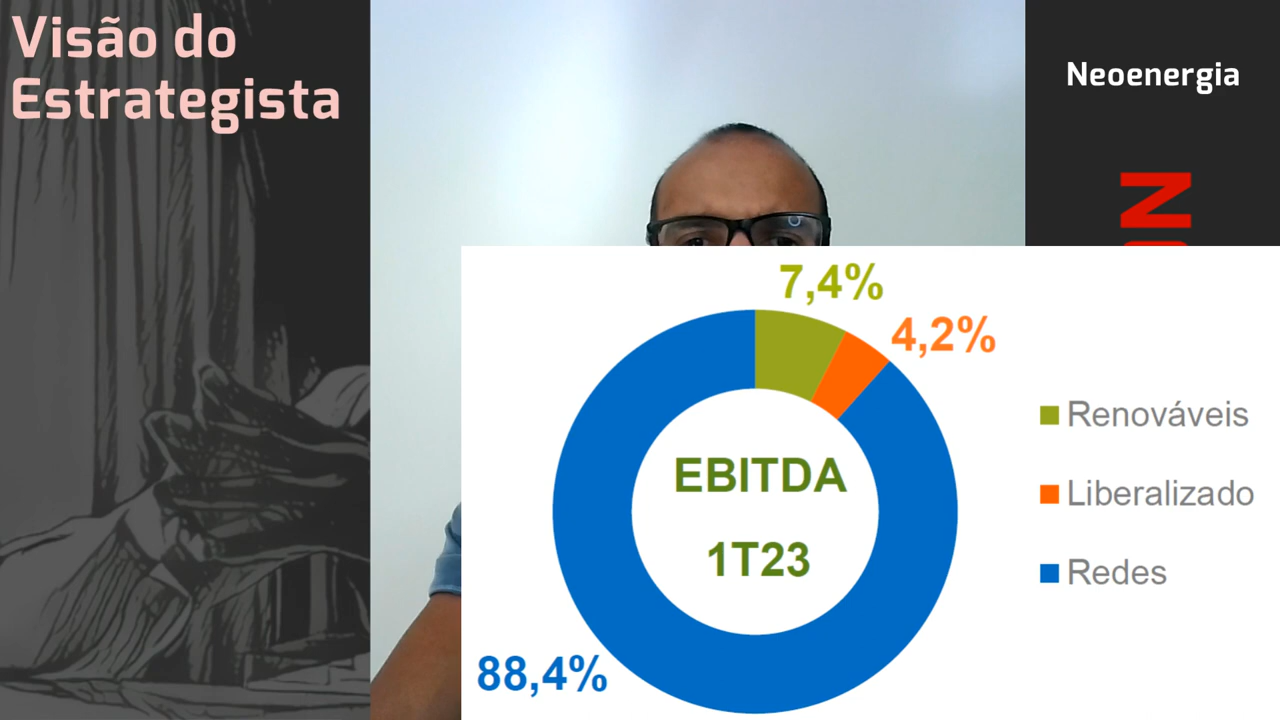 Visão do
Estrategista
Neoenergia
N
7,4%
4,2%
Renováveis
EBITDA
Liberalizado
1T23
Redes
88,4%